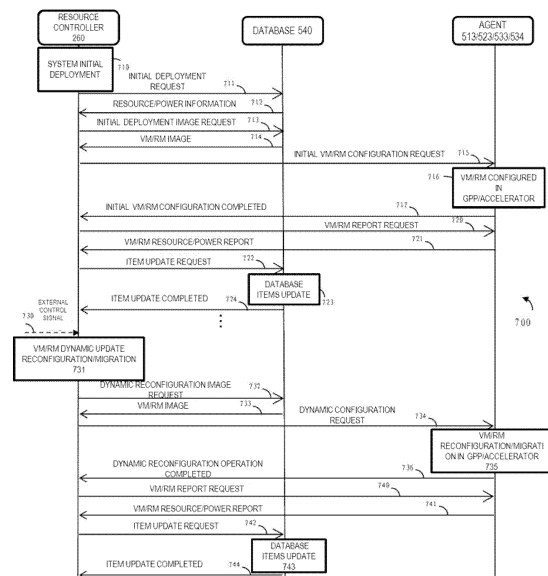 RESOURCE
CONTROLLER
260
DATABASE 540
AGENT
513/523/533/534
SYSTEM INITIAL
DEPLOYMENT
710
INITIAL DEPLOYMENT
REQUEST
711
RESOURCE/POWER INFORMATION
712
INITIAL DEPLOYMENT IMAGE REQUEST
713
VM/RM IMAGE
714
INITIAL VM/RM CONFIGURATION REQUEST
715
716
VM/RM CONFIGURED
IN
GPP/ACCELERATOR
INITIAL VM/RM CONFIGURATION COMPLETED
717
VM/RM REPORT REQUEST
720
VM/RM RESOURCE/POWER REPORT
721
ITEM UPDATE REQUEST
722
DATABASE
ITEMS UPDATE
723
ITEM UPDATE COMPLETED
724
730
EXTERNAL
CONTROL
SIGNAL
700
VM/RM DYNAMIC UPDATE
RECONFIGURATION/MIGRATION
731
DYNAMIC RECONFIGURATION IMAGE
REQUEST
732
VM/RM IMAGE
733
DYNAMIC CONFIGURATION
REQUEST
734
VM/RM
RECONFIGURATION/MIGRATI
ON IN GPP/ACCELERATOR
735
DYNAMIC RECONFIGURATION OPERATION
COMPLETED
736
VM/RM REPORT REQUEST
740
VM/RM RESOURCE/POWER REPORT
741
ITEM UPDATE REQUEST
742
DATABASE
ITEMS UPDATE
743
ITEM UPDATE COMPLETED
744